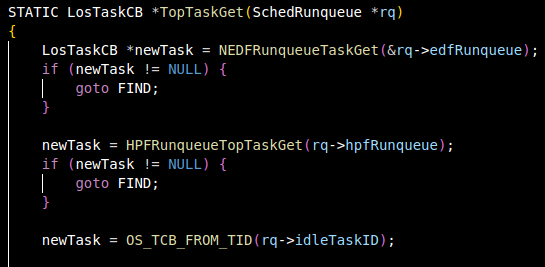 STATIC LosTaskCB *TopTaskGet(SchedRunqueue *rq)
{
    LosTaskCB *newTask = NEDFRunqueueTaskGet(&rq->edfRunqueue);
    if (newTask != NULL) {
        goto FIND;
    }

    newTask = HPFRunqueueTopTaskGet(rq->hpfRunqueue);
    if (newTask != NULL) {
        goto FIND;
    }

    newTask = OS_TCB_FROM_TID(rq->idleTaskID);